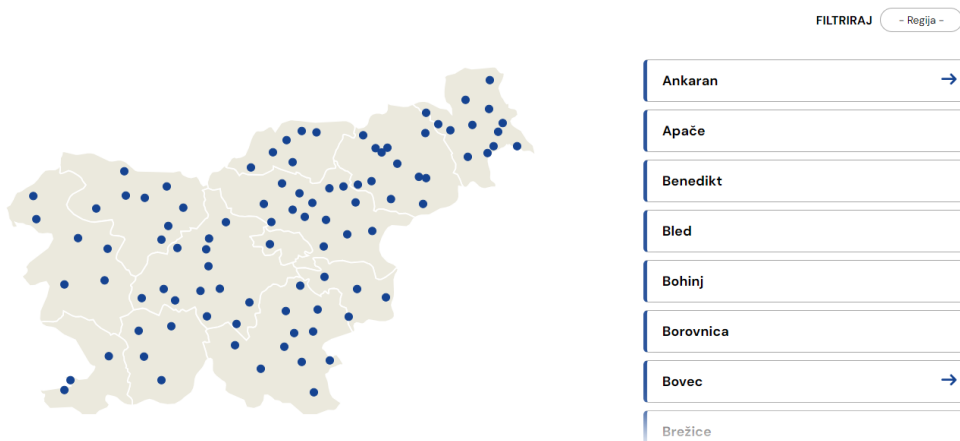 FILTRIRAJ - Regija -
Ankaran
Apače
Benedikt
Bled
Bohinj
Borovnica
Bovec
Brežice